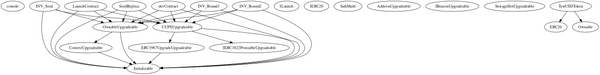 console
INV_Seed
LaunchContract
SeedReplica
slrvContract
INV_Round1
INV_Round2
ILaunch
IERC20
SafeMath
AddressUpgradeable
IBeaconUpgradeable
StorageSlotUpgradeable
TestUSDToken
OwnableUpgradeable
UUPSUpgradeable
ERC20
Ownable
ContextUpgradeable
ERC1967UpgradeUpgradeable
IERC1822ProxiableUpgradeable
Initializable